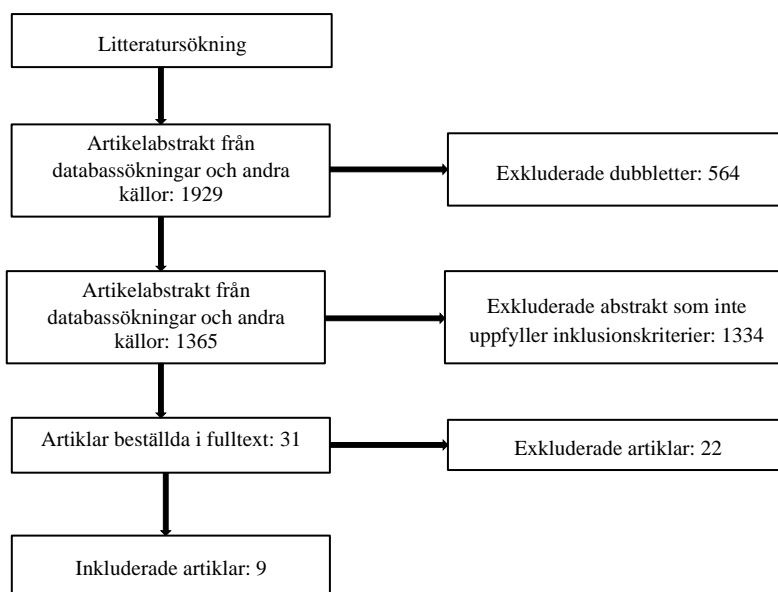 Litteratursökning
Artikelabstrakt från
databassökningar och andra
källor: 1929
Exkluderade dubbletter: 564
Artikelabstrakt från
databassökningar och andra
källor: 1365
Exkluderade abstrakt som inte
uppfyller inklusionskriterier: 1334
Artiklar beställda i fulltext: 31
Exkluderade artiklar: 22
Inkluderade artiklar: 9